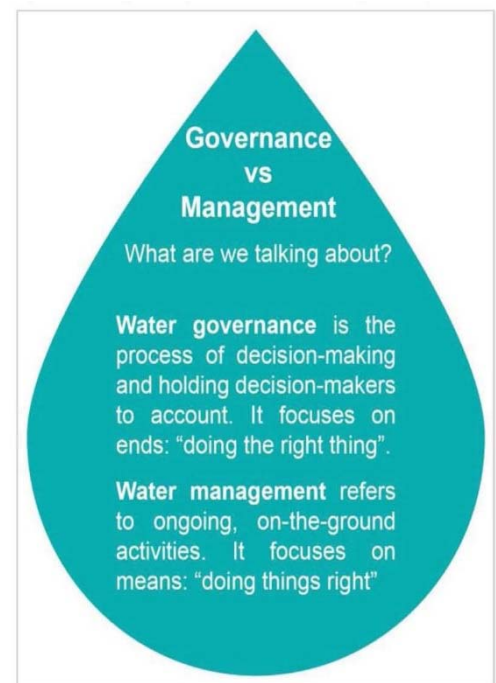 Governance
vs
Management
What are we talking about?
Water governance is the
process of decision-making
and holding decision-makers
to account. It focuses on
ends: “doing the right thing”.
Water management refers
to ongoing, on-the-ground
activities. It focuses on
means: “doing things right”